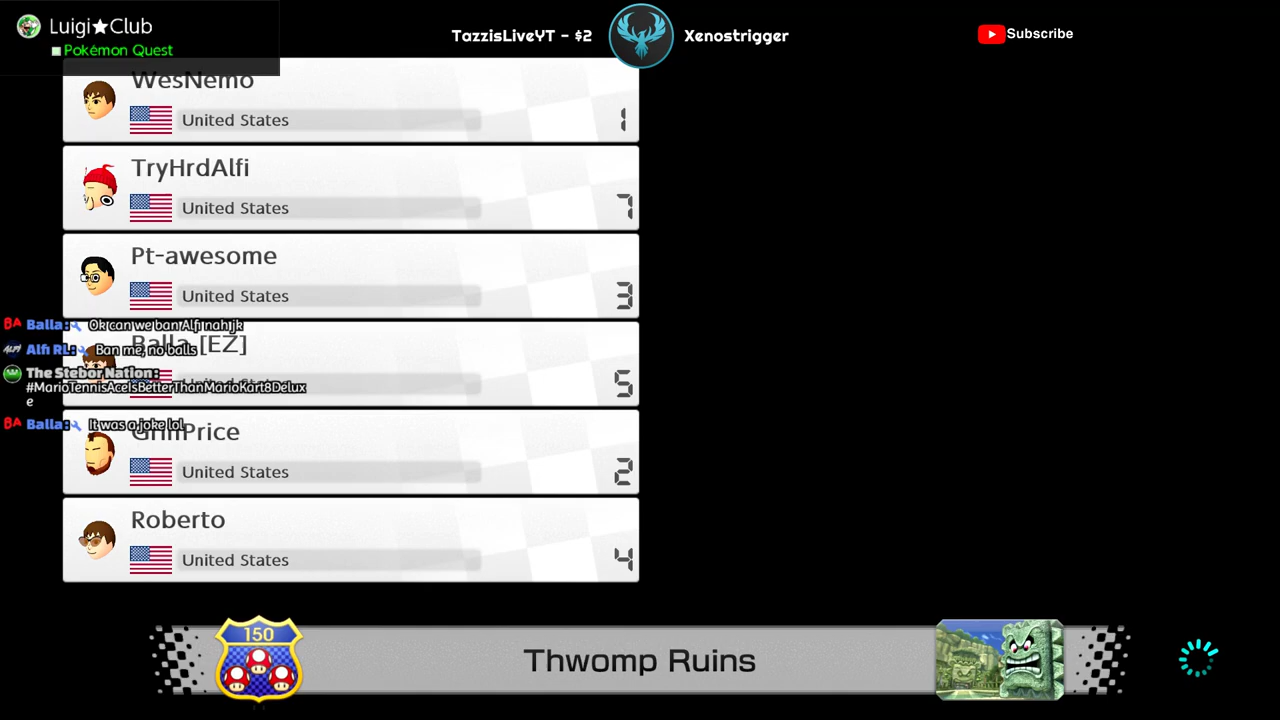 Luigi★Club
Pokémon Quest
TazzisLiveYT - $2
Xenostrigger
Subscribe
WesNemo
United States
1
TryHrdAlfi
United States
7
Pt-awesome
United States
3
Balla: Ok can we ban Alfi nah jk
Balla [EZ]
Alfi RL: Ban me, no balls
The Stebor Nation:
#MarioTennisAceIsBetterThanMarioKart8Delux
e
5
Balla: It was a joke lol
GrimPrice
United States
2
Roberto
United States
4
150
Thwomp Ruins